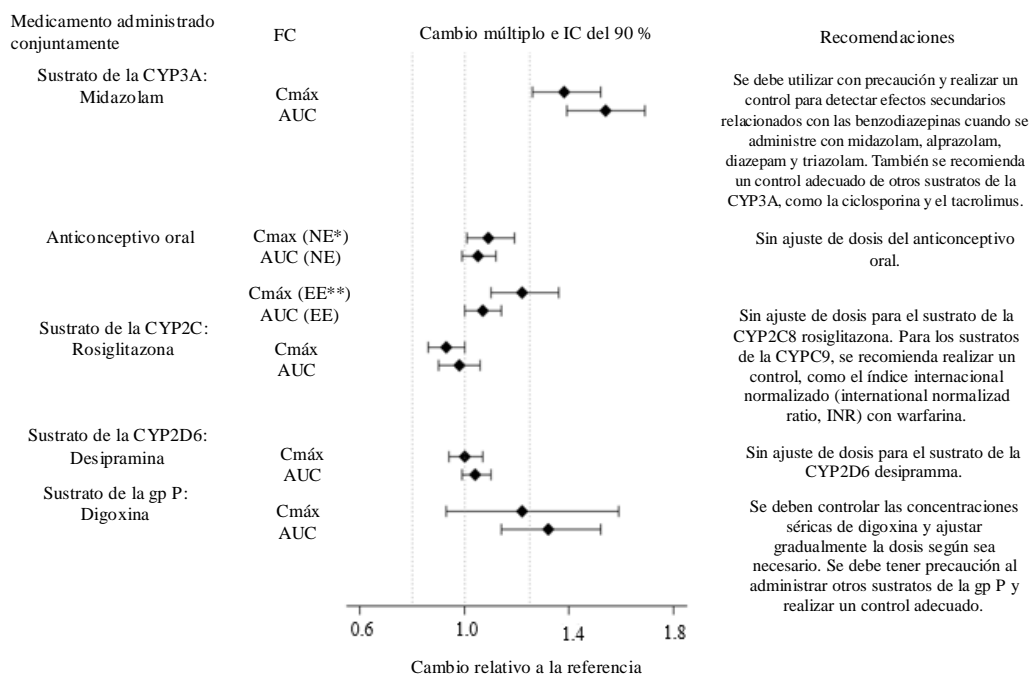 Medicamento administrado
conjuntamente
FC
Cambio múltiplo e IC del 90 %
Recomendaciones
Sustrato de la CYP3A:
Midazolam
Cmáx
AUC
Se debe utilizar con precaución y realizar un
control para detectar efectos secundarios
relacionados con las benzodiazepinas cuando se
administre con midazolam, alprazolam,
diazepam y triazolam. También se recomienda
un control adecuado de otros sustratos de la
CYP3A, como la ciclosporina y el tacrolimus.
Anticonceptivo oral
Cmax (NE*)
AUC (NE)
Sin ajuste de dosis del anticonceptivo
oral.
Cmáx (EE**)
AUC (EE)
Sustrato de la CYP2C:
Rosiglitazona
Cmáx
AUC
Sin ajuste de dosis para el sustrato de la
CYP2C8 rosiglitazona. Para los sustratos
de la CYPC9, se recomienda realizar un
control, como el índice internacional
normalizado (international normalizad
ratio, INR) con warfarina.
Sustrato de la CYP2D6:
Desipramina
Cmáx
AUC
Sin ajuste de dosis para el sustrato de la
CYP2D6 desipramma.
Sustrato de la gp P:
Digoxina
Cmáx
AUC
Se deben controlar las concentraciones
séricas de digoxina y ajustar
gradualmente la dosis según sea
necesario. Se debe tener precaución al
administrar otros sustratos de la gp P y
realizar un control adecuado.
0.6 1.0 1.4 1.8
Cambio relativo a la referencia